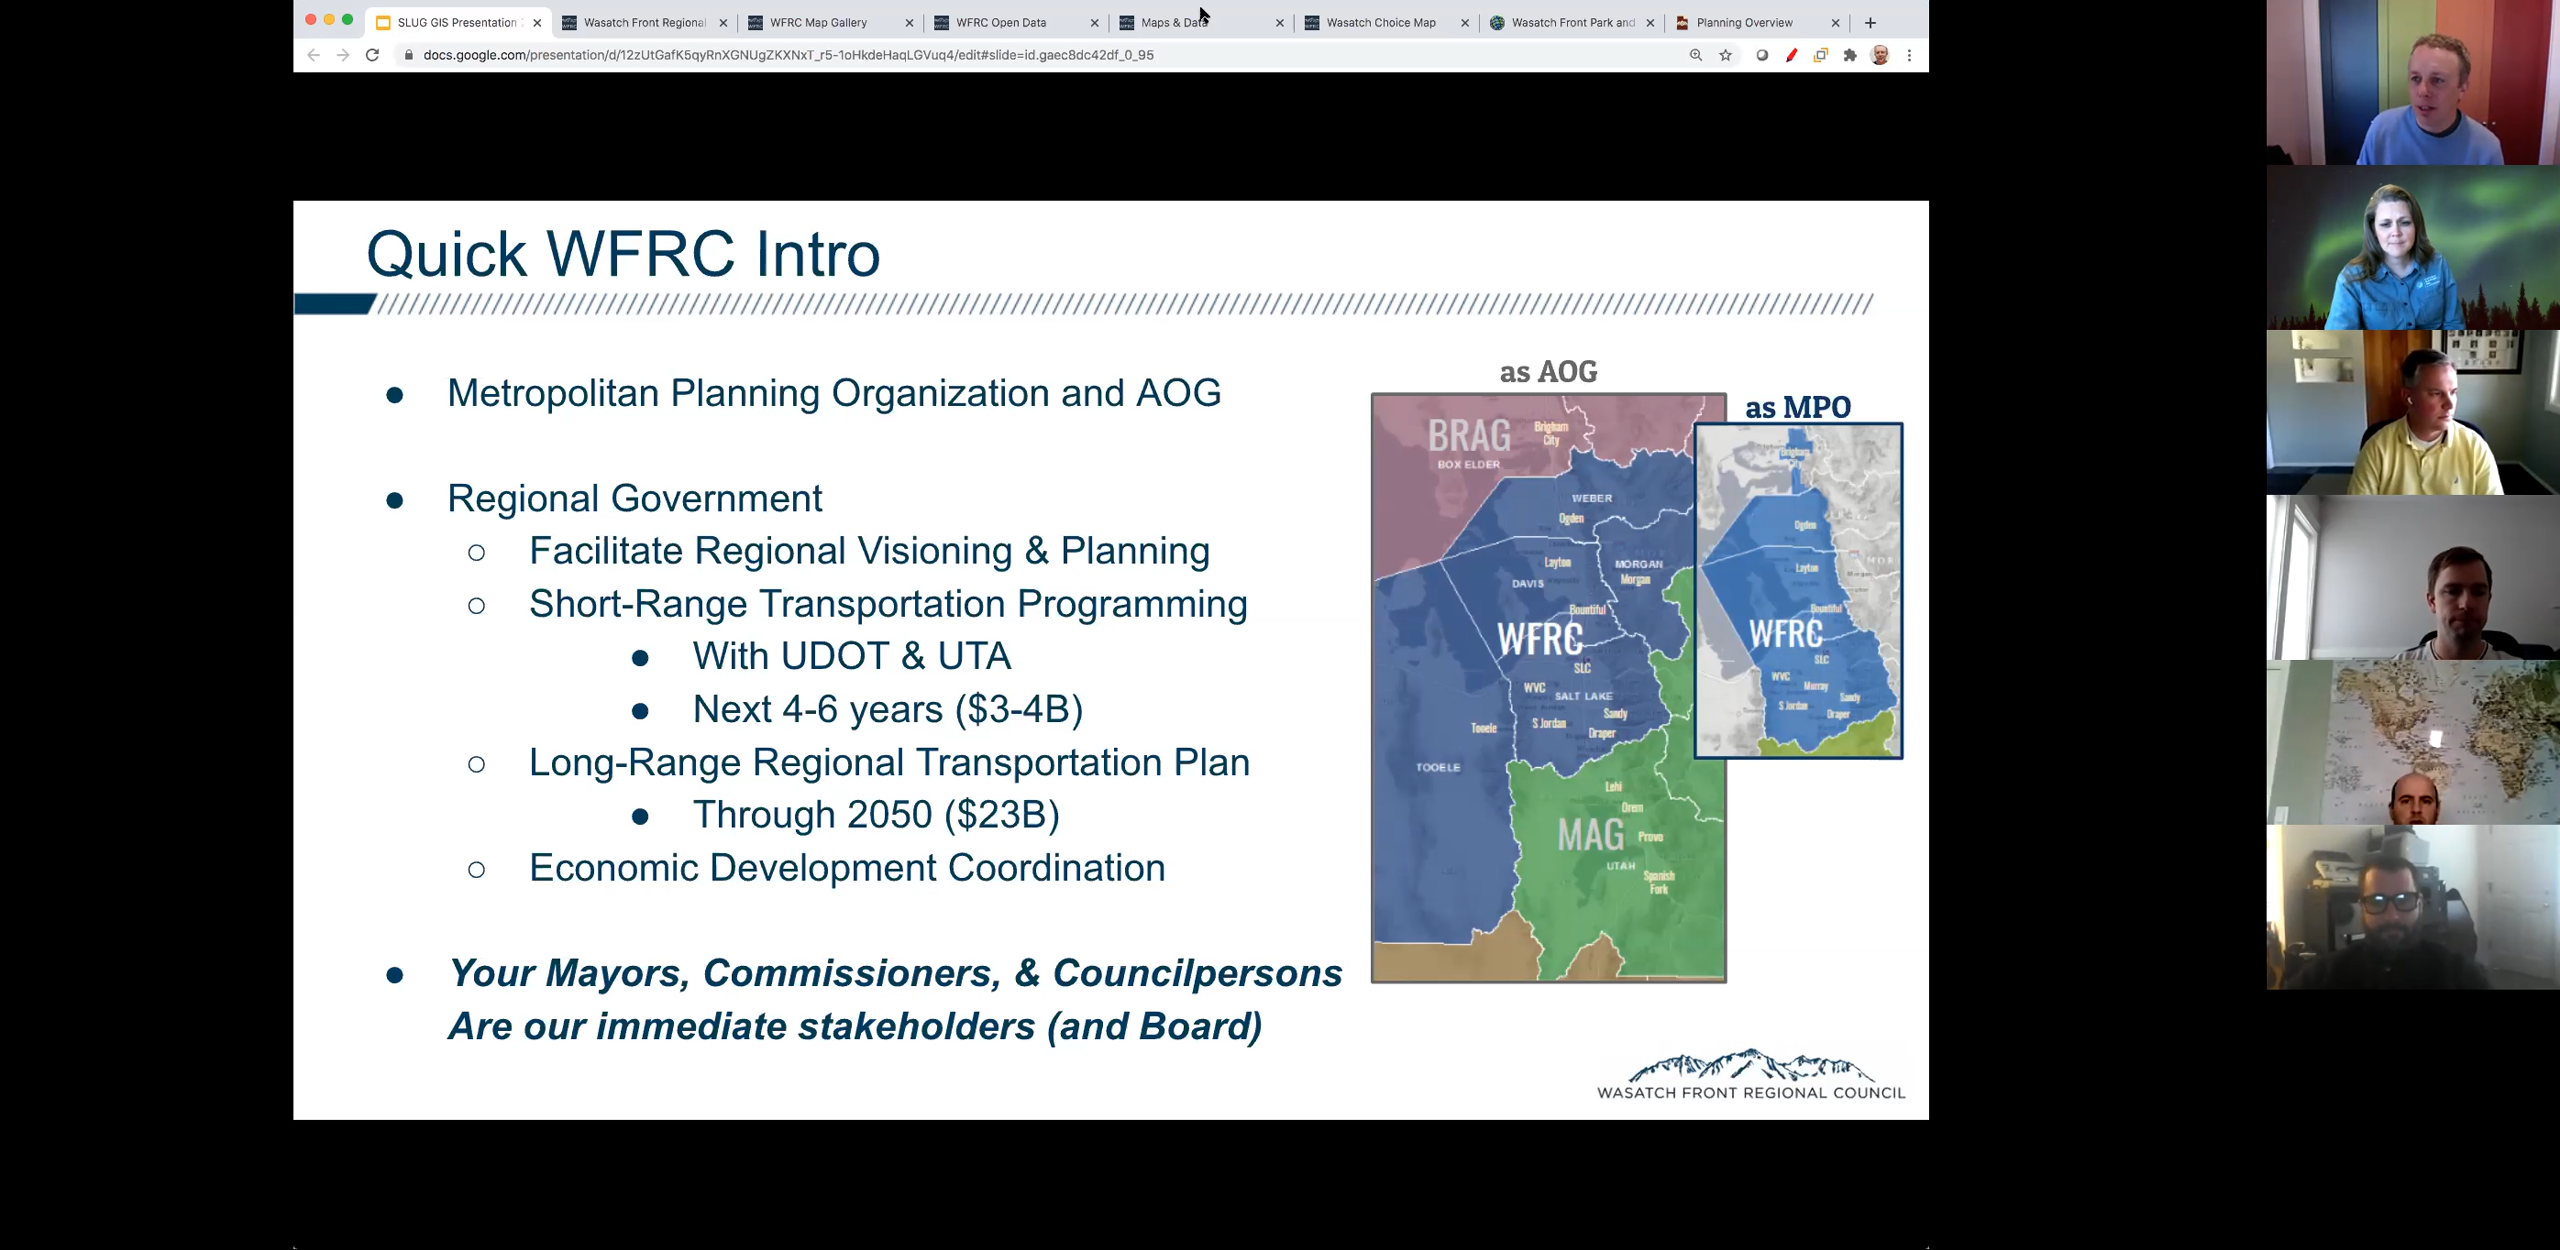 SLUG GIS Presentation
Wasatch Front Regional
WFRC Map Gallery
WFRC Open Data
Maps & Data
Wasatch Choice Map
Wasatch Front Park and
Planning Overview
docs.google.com/presentation/d/12zUtGafK5qyRnXGNUgZKXNxT_r5-1oHkdeHaqLGVuq4/edit#slide=id.gaec8dc42df_0_95
Quick WFRC Intro
● Metropolitan Planning Organization and AOG
● Regional Government
○ Facilitate Regional Visioning & Planning
○ Short-Range Transportation Programming
● With UDOT & UTA
● Next 4-6 years ($3-4B)
○ Long-Range Regional Transportation Plan
● Through 2050 ($23B)
○ Economic Development Coordination
● Your Mayors, Commissioners, & Councilpersons
Are our immediate stakeholders (and Board)
as AOG
BRAG
Brigham
City
BOX ELDER
WEBER
Ogden
Layton
MORGAN
DAVIS
Morgan
Bountiful
WFRC
SLC
WVC
SALT LAKE
Sandy
S Jordan
Tooele
Draper
TOOELE
Lehi
Orem
MAG
Provo
UTAH
Spanish
Fork
as MPO
Brigham
City
Ogden
Layton
Morgan
Bountiful
WFRC
SLC
WVC
Murray
Sandy
S Jordan
Draper
WASATCH FRONT REGIONAL COUNCIL